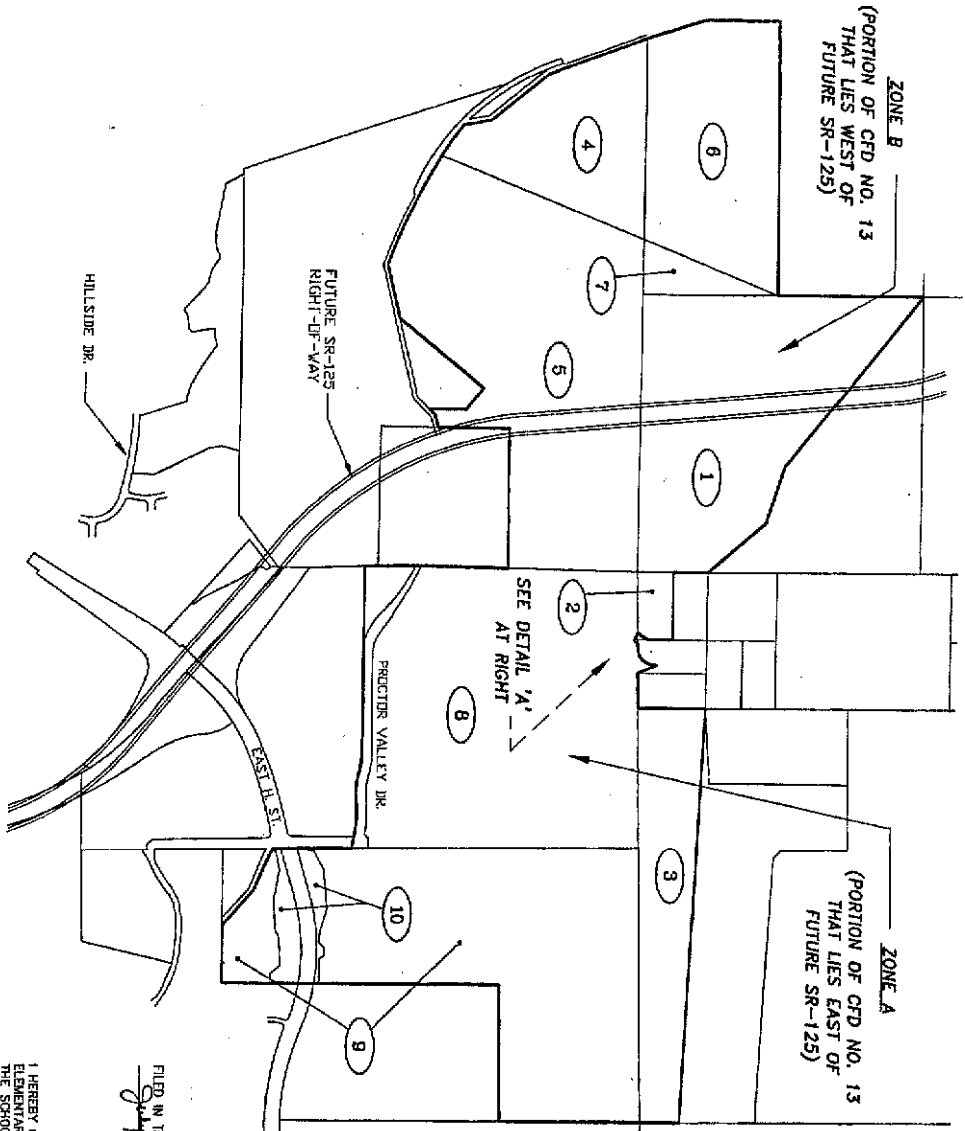 ZONE B
(PORTION OF CFD NO. 13
THAT LIES WEST OF
FUTURE SR-125)
ZONE A
(PORTION OF CFD NO. 13
THAT LIES EAST OF
FUTURE SR-125)
6
4
7
5
1
2
3
8
SEE DETAIL 'A'
AT RIGHT
FUTURE SR-125
RIGHT-OF-WAY
PROCTOR VALLEY DR.
EAST H. ST
HILLSIDE DR.
10
9
FILED IN T
I HEREBY
ELEMENTAR
THE SCHOO